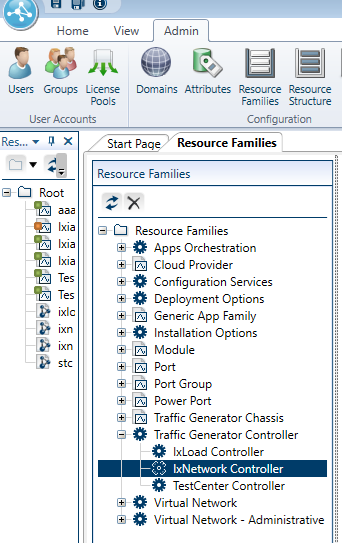 Home View Admin
Users Groups License Pools Domains Attributes Resource Families Resource Structure
User Accounts Configuration
Res...
Start Page Resource Families
Resource Families
Root
aaa
Ixia
Ixia
Ixia
Tes
Tes
ixlo
ixn
ixn
stc
Resource Families
Apps Orchestration
Cloud Provider
Configuration Services
Deployment Options
Generic App Family
Installation Options
Module
Port
Port Group
Power Port
Traffic Generator Chassis
Traffic Generator Controller
IxLoad Controller
IxNetwork Controller
TestCenter Controller
Virtual Network
Virtual Network - Administrative